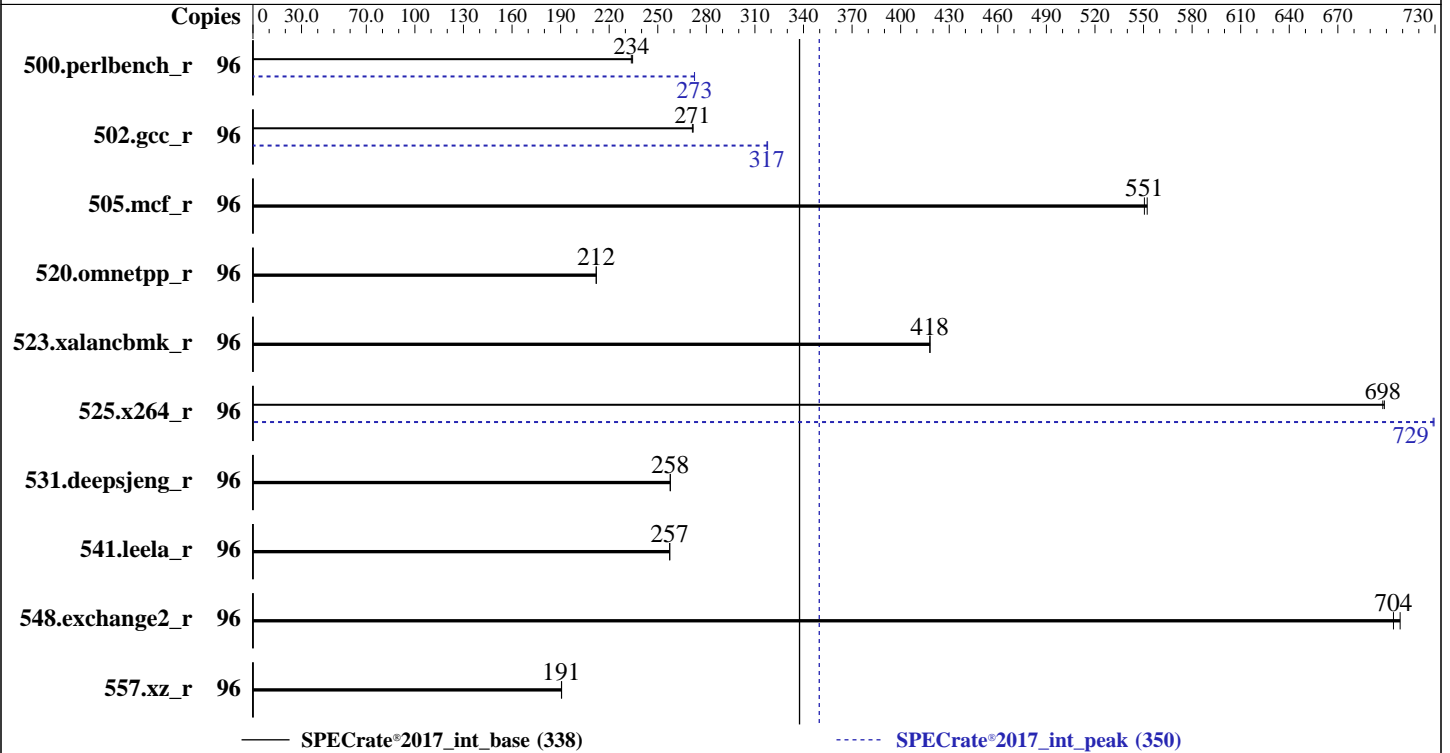 Copies 0 30.0 70.0 100 130 160 190 220 250 280 310 340 370 400 430 460 490 520 550 580 610 640 670 730
234
500.perlbench_r 96
273
271
502.gcc_r 96
317
551
505.mcf_r 96
212
520.omnetpp_r 96
418
523.xalancbmk_r 96
698
525.x264_r 96
729
258
531.deepsjeng_r 96
257
541.leela_r 96
704
548.exchange2_r 96
191
557.xz_r 96
SPECrate®2017_int_base (338) SPECrate®2017_int_peak (350)